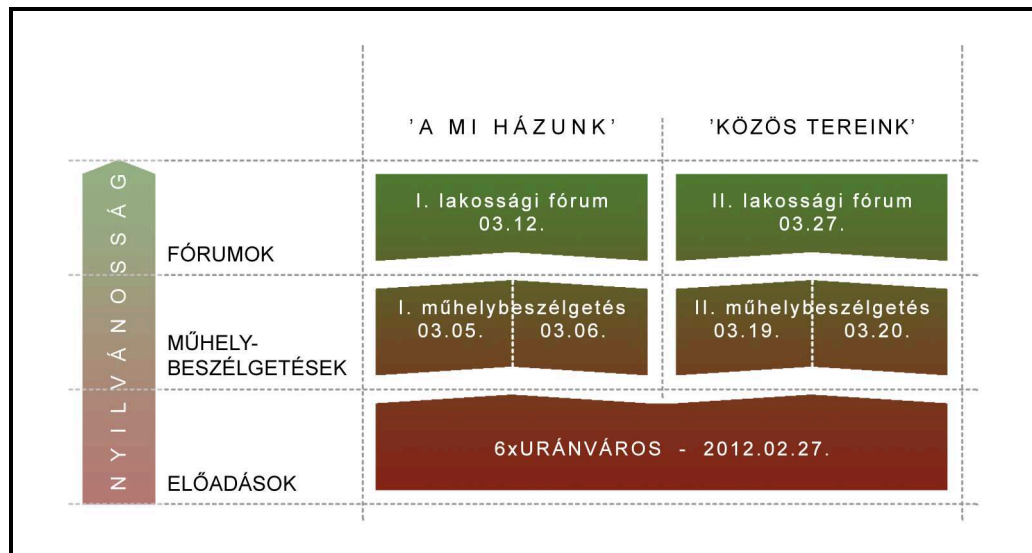 'A MI HÁZUNK'
'KÖZÖS TEREINK'
NYILVÁNOSSÁG
FÓRUMOK
I. lakossági fórum
03.12.
II. lakossági fórum
03.27.
MŰHELY-
BESZÉLGETÉSEK
I. műhelybeszélgetés
03.05. 03.06.
II. műhelybeszélgetés
03.19. 03.20.
ELŐADÁSOK
6xURÁNVÁROS - 2012.02.27.